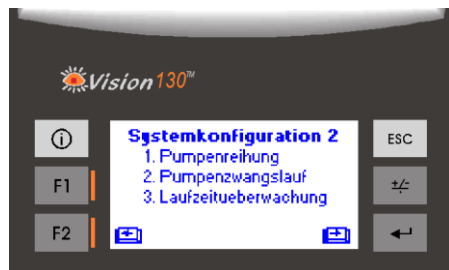 Vision130™
Systemkonfiguration 2
1. Pumpenreihung
2. Pumpenzwangslauf
3. Laufzeitueberwachung
ESC
F1
+/-
F2